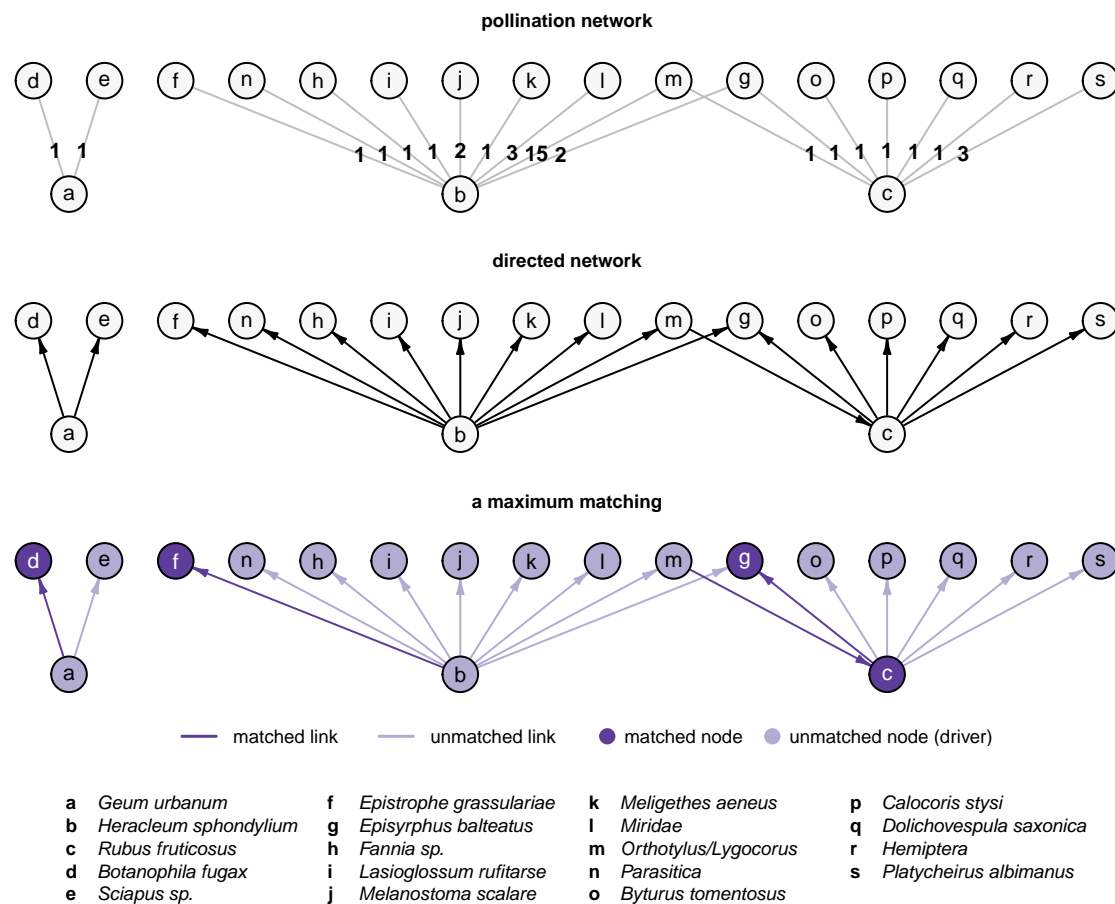 pollination network
d e f n h i j k l m g o p q r s
1 1 1 1 1 1 2 1 3 15 2 1 1 1 1 1 1 3
a b c
directed network
d e f n h i j k l m g o p q r s
a b c
a maximum matching
d e f n h i j k l m g o p q r s
a b c
matched link unmatched link matched node unmatched node (driver)
a Geum urbanum f Epistrophe grassulariae k Meligethes aeneus p Calocoris stysi
b Heracleum sphondylium g Episyrphus balteatus l Miridae q Dolichovespula saxonica
c Rubus fruticosus h Fannia sp. m Orthotylus/Lygocorus r Hemiptera
d Botanophila fugax i Lasioglossum rufitarse n Parasitica s Platycheirus albimanus
e Sciapus sp. j Melanostoma scalare o Byturus tomentosus